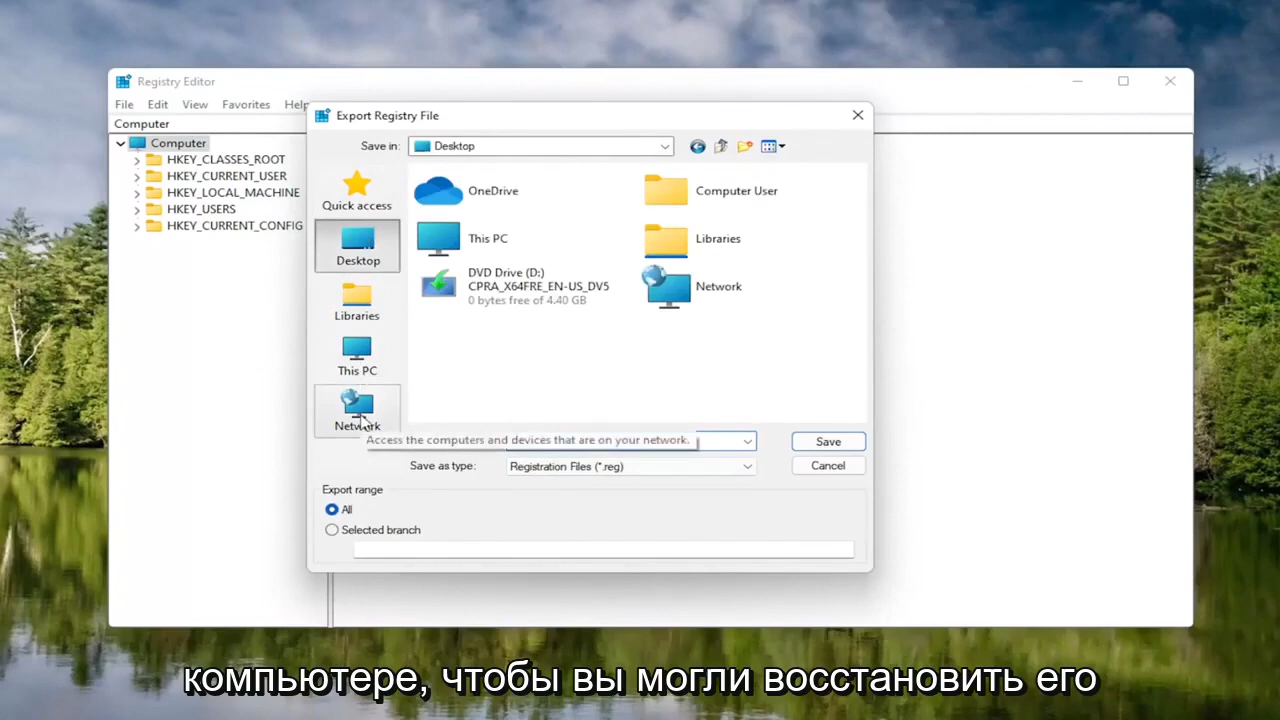 Registry Editor
File Edit View Favorites Help
Computer
Computer
HKEY_CLASSES_ROOT
HKEY_CURRENT_USER
HKEY_LOCAL_MACHINE
HKEY_USERS
HKEY_CURRENT_CONFIG
Export Registry File
Save in: Desktop
Quick access
Desktop
Libraries
This PC
Network
OneDrive
Computer User
This PC
Libraries
DVD Drive (D:)
CPRA_X64FRE_EN-US_DV5
0 bytes free of 4.40 GB
Network
Access the computers and devices that are on your network.
Save
Save as type: Registration Files (*.reg)
Cancel
Export range
All
Selected branch
компьютере, чтобы вы могли восстановить его